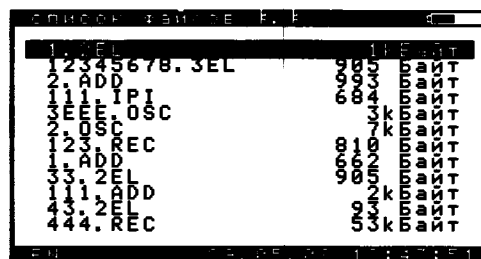 СПИСОК ФАЙЛОВ
1.2EL 1kБайт
12345678.3EL 905 Байт
2.ADD 993 Байт
111.IPI 684 Байт
3EEE.OSC 3kБайт
2.OSC 7kБайт
123.REC 810 Байт
1.ADD 662 Байт
33.2EL 905 Байт
111.ADD 2kБайт
43.2EL 93 Байт
444.REC 53kБайт